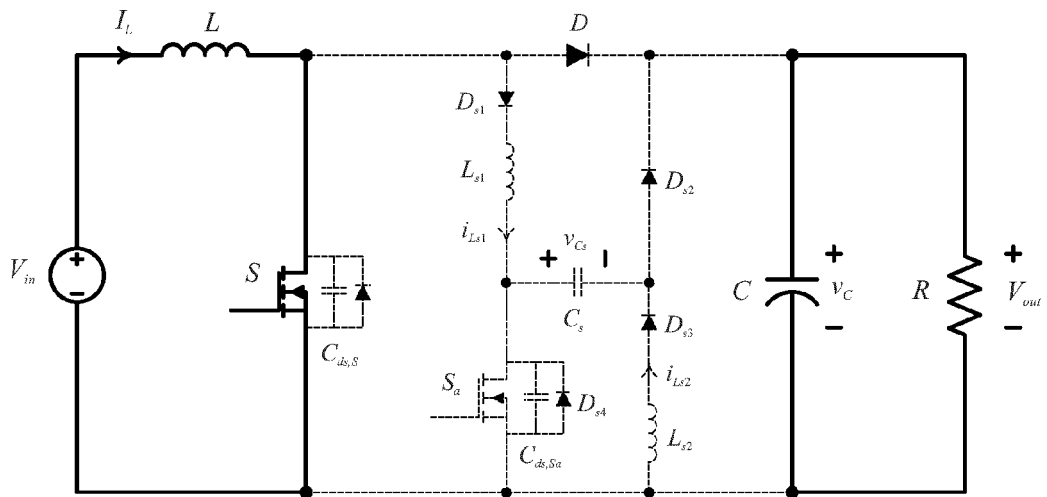 I_L
L
D
D_s1
L_s1
D_s2
i_Ls1
+ v_Cs −
V_in
+
−
S
C_s
C
+
v_C
−
R
+
V_out
−
D_s3
C_ds,S
S_a
D_s4
i_Ls2
L_s2
C_ds,Sa